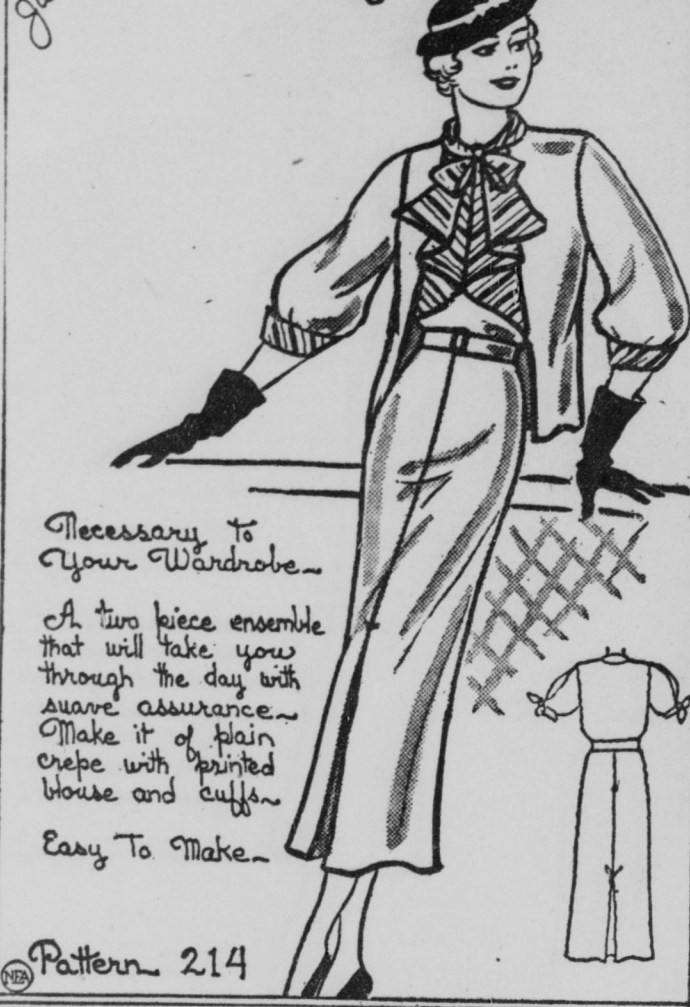 Necessary To
Your Wardrobe~
A two piece ensemble
that will take you
through the day with
suave assurance~
Make it of plain
crepe with printed
blouse and cuffs~
Easy To Make~
Pattern 214
NEA